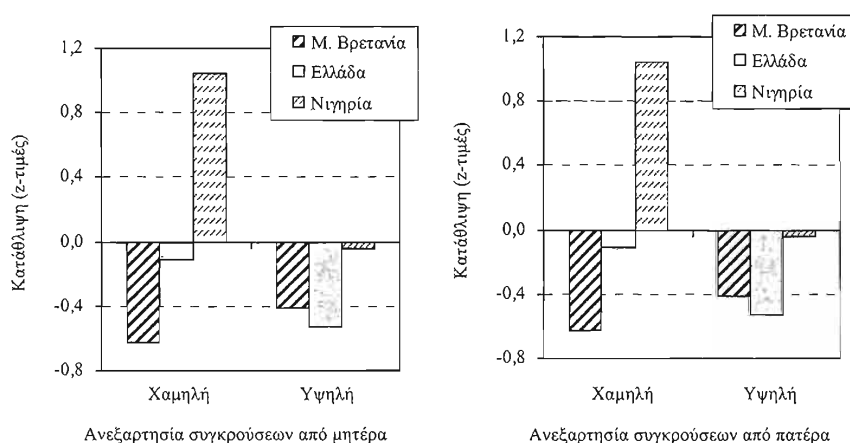 1,2
0,8
0,4
0,0
-0,4
-0,8
Κατάθλιψη (z-τιμές)
Μ. Βρετανία
Ελλάδα
Νιγηρία
Χαμηλή
Υψηλή
Ανεξαρτησία συγκρούσεων από μητέρα
1,2
0,8
0,4
0,0
-0,4
-0,8
Κατάθλιψη (z-τιμές)
Μ. Βρετανία
Ελλάδα
Νιγηρία
Χαμηλή
Υψηλή
Ανεξαρτησία συγκρούσεων από πατέρα